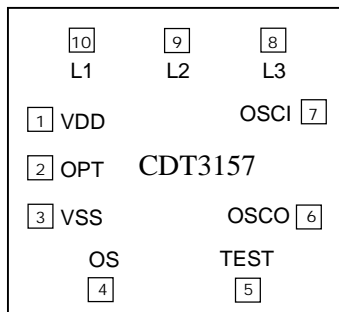 10 9 8
L1 L2 L3
1 VDD OSCI 7
2 OPT CDT3157
3 VSS OSCO 6
OS TEST
4 5